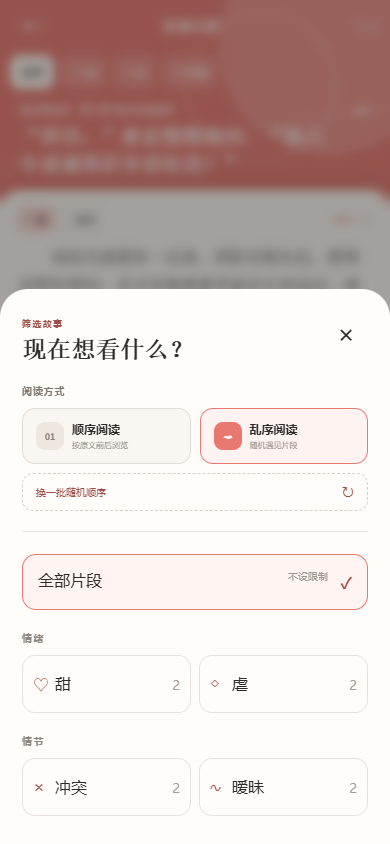 筛选故事
现在想看什么？
阅读方式
01 顺序阅读
按原文前后浏览
乱序阅读
随机遇见片段
换一批随机顺序
全部片段 不设限制
情绪
甜 2
虐 2
情节
冲突 2
暧昧 2